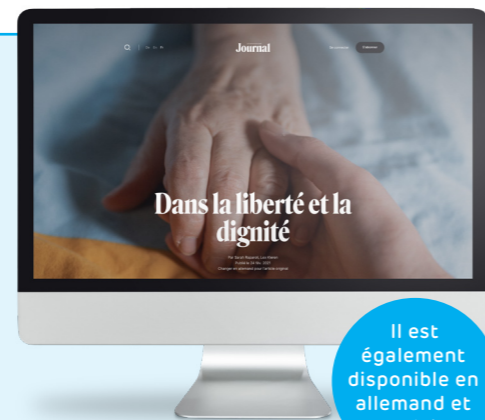 Journal
Dans la liberté et la
dignité
Il est
également
disponible en
allemand et